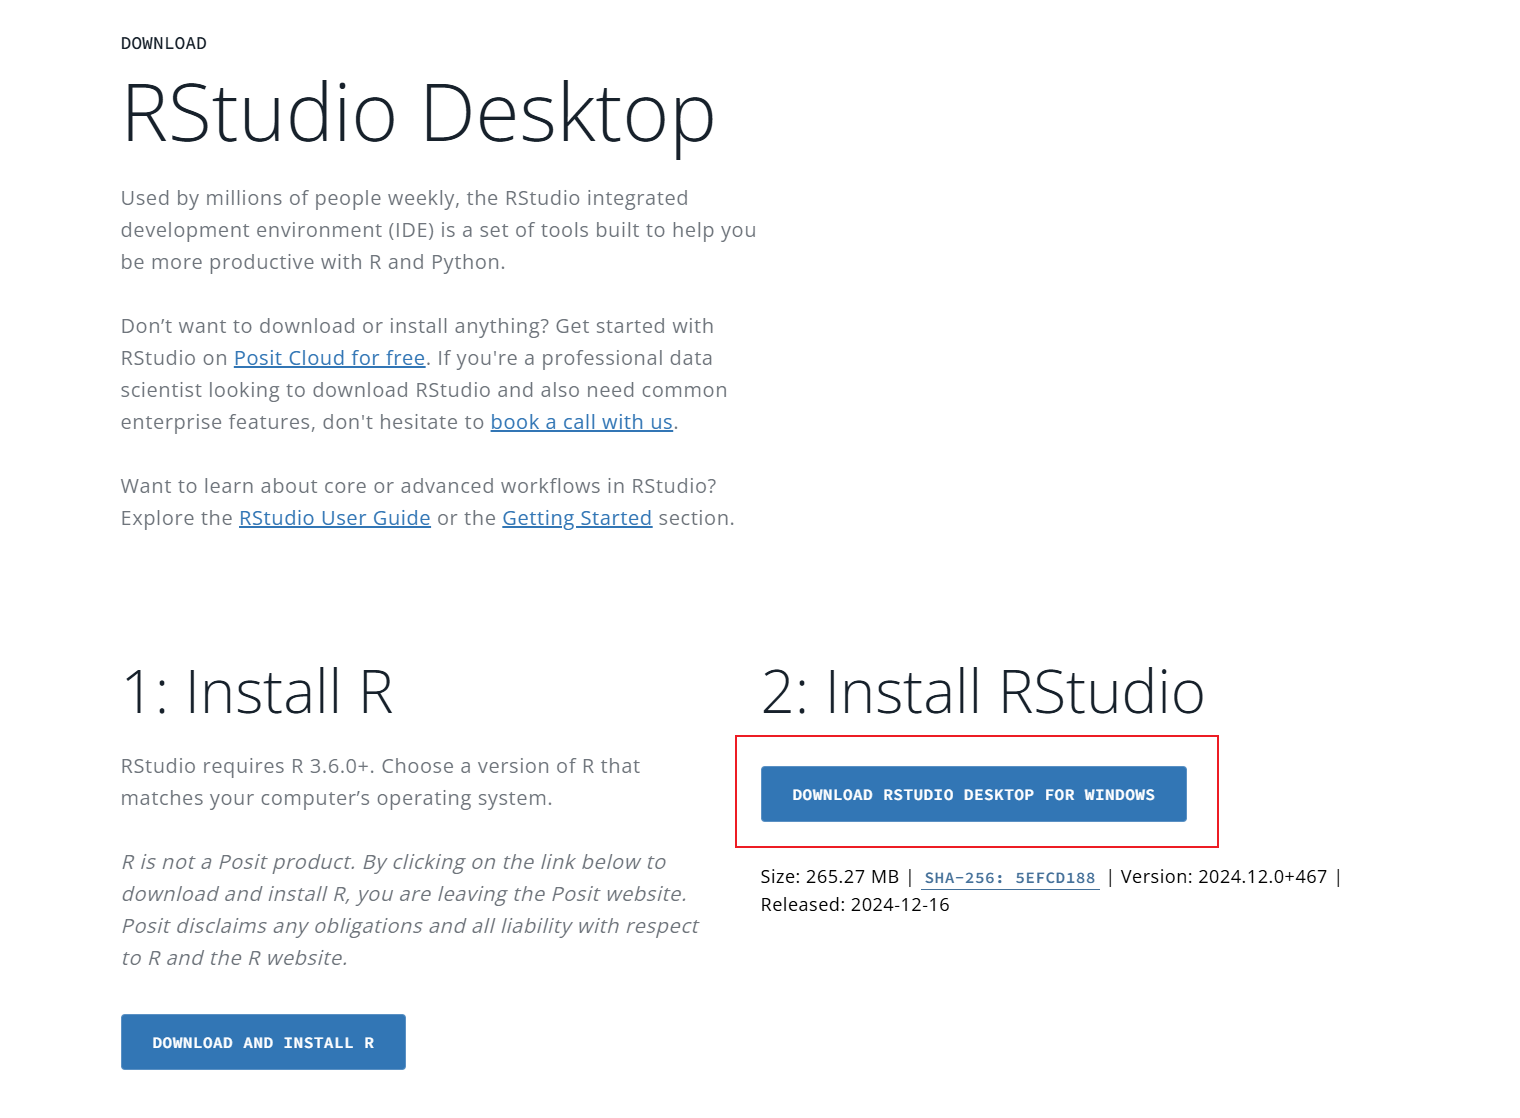 DOWNLOAD
RStudio Desktop
Used by millions of people weekly, the RStudio integrated
development environment (IDE) is a set of tools built to help you
be more productive with R and Python.
Don’t want to download or install anything? Get started with
RStudio on Posit Cloud for free. If you're a professional data
scientist looking to download RStudio and also need common
enterprise features, don't hesitate to book a call with us.
Want to learn about core or advanced workflows in RStudio?
Explore the RStudio User Guide or the Getting Started section.
1: Install R
RStudio requires R 3.6.0+. Choose a version of R that
matches your computer’s operating system.
R is not a Posit product. By clicking on the link below to
download and install R, you are leaving the Posit website.
Posit disclaims any obligations and all liability with respect
to R and the R website.
DOWNLOAD AND INSTALL R
2: Install RStudio
DOWNLOAD RSTUDIO DESKTOP FOR WINDOWS
Size: 265.27 MB | SHA-256: 5EFCD188 | Version: 2024.12.0+467 |
Released: 2024-12-16